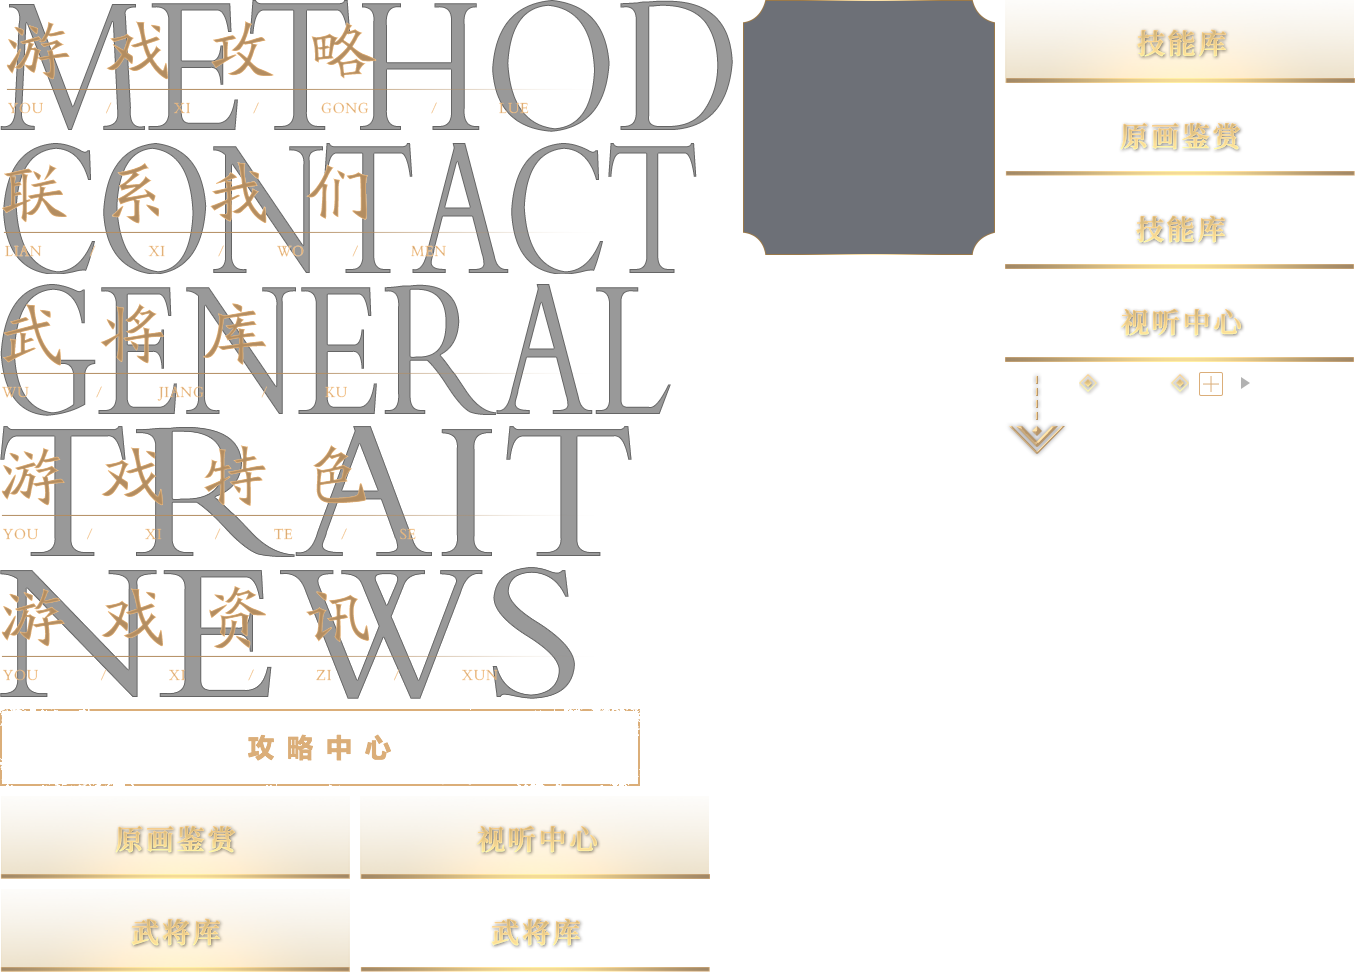 METHOD
游戏攻略
YOU / XI / GONG / LUE
CONTACT
联系我们
LIAN / XI / WO / MEN
GENERAL
武将库
WU / JIANG / KU
TRAIT
游戏特色
YOU / XI / TE / SE
NEWS
游戏资讯
YOU / XI / ZI / XUN
攻略中心
原画鉴赏
视听中心
武将库
武将库
技能库
原画鉴赏
技能库
视听中心